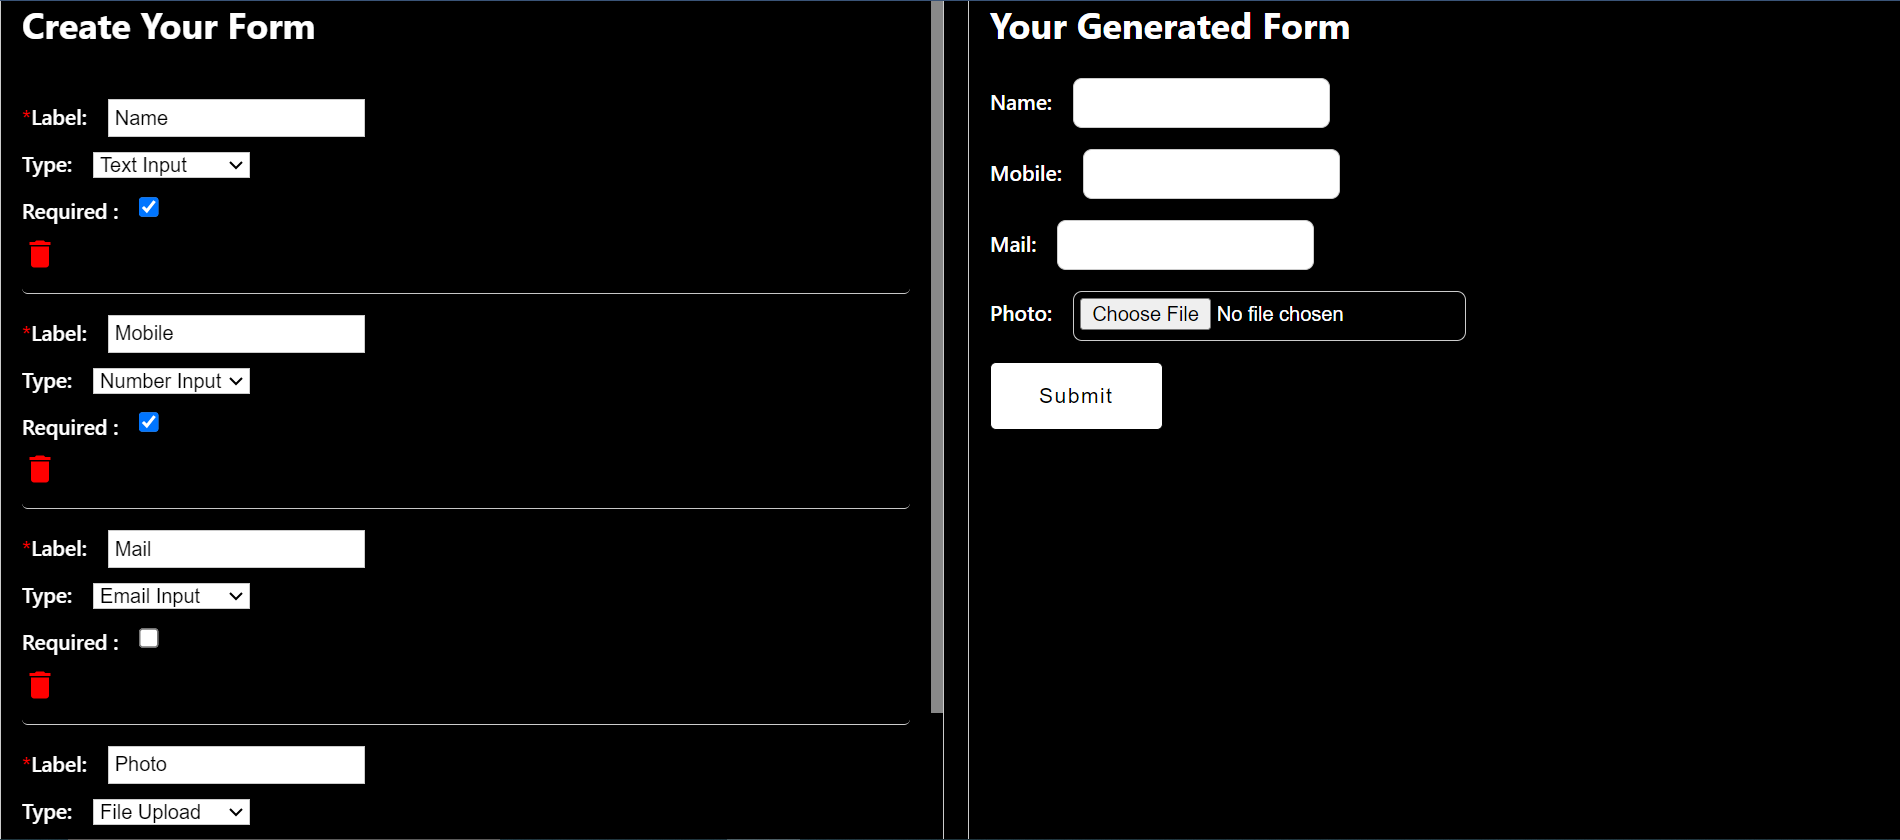 Create Your Form
*Label: Name
Type: Text Input
Required :
*Label: Mobile
Type: Number Input
Required :
*Label: Mail
Type: Email Input
Required :
*Label: Photo
Type: File Upload
Your Generated Form
Name:
Mobile:
Mail:
Photo: Choose File No file chosen
Submit